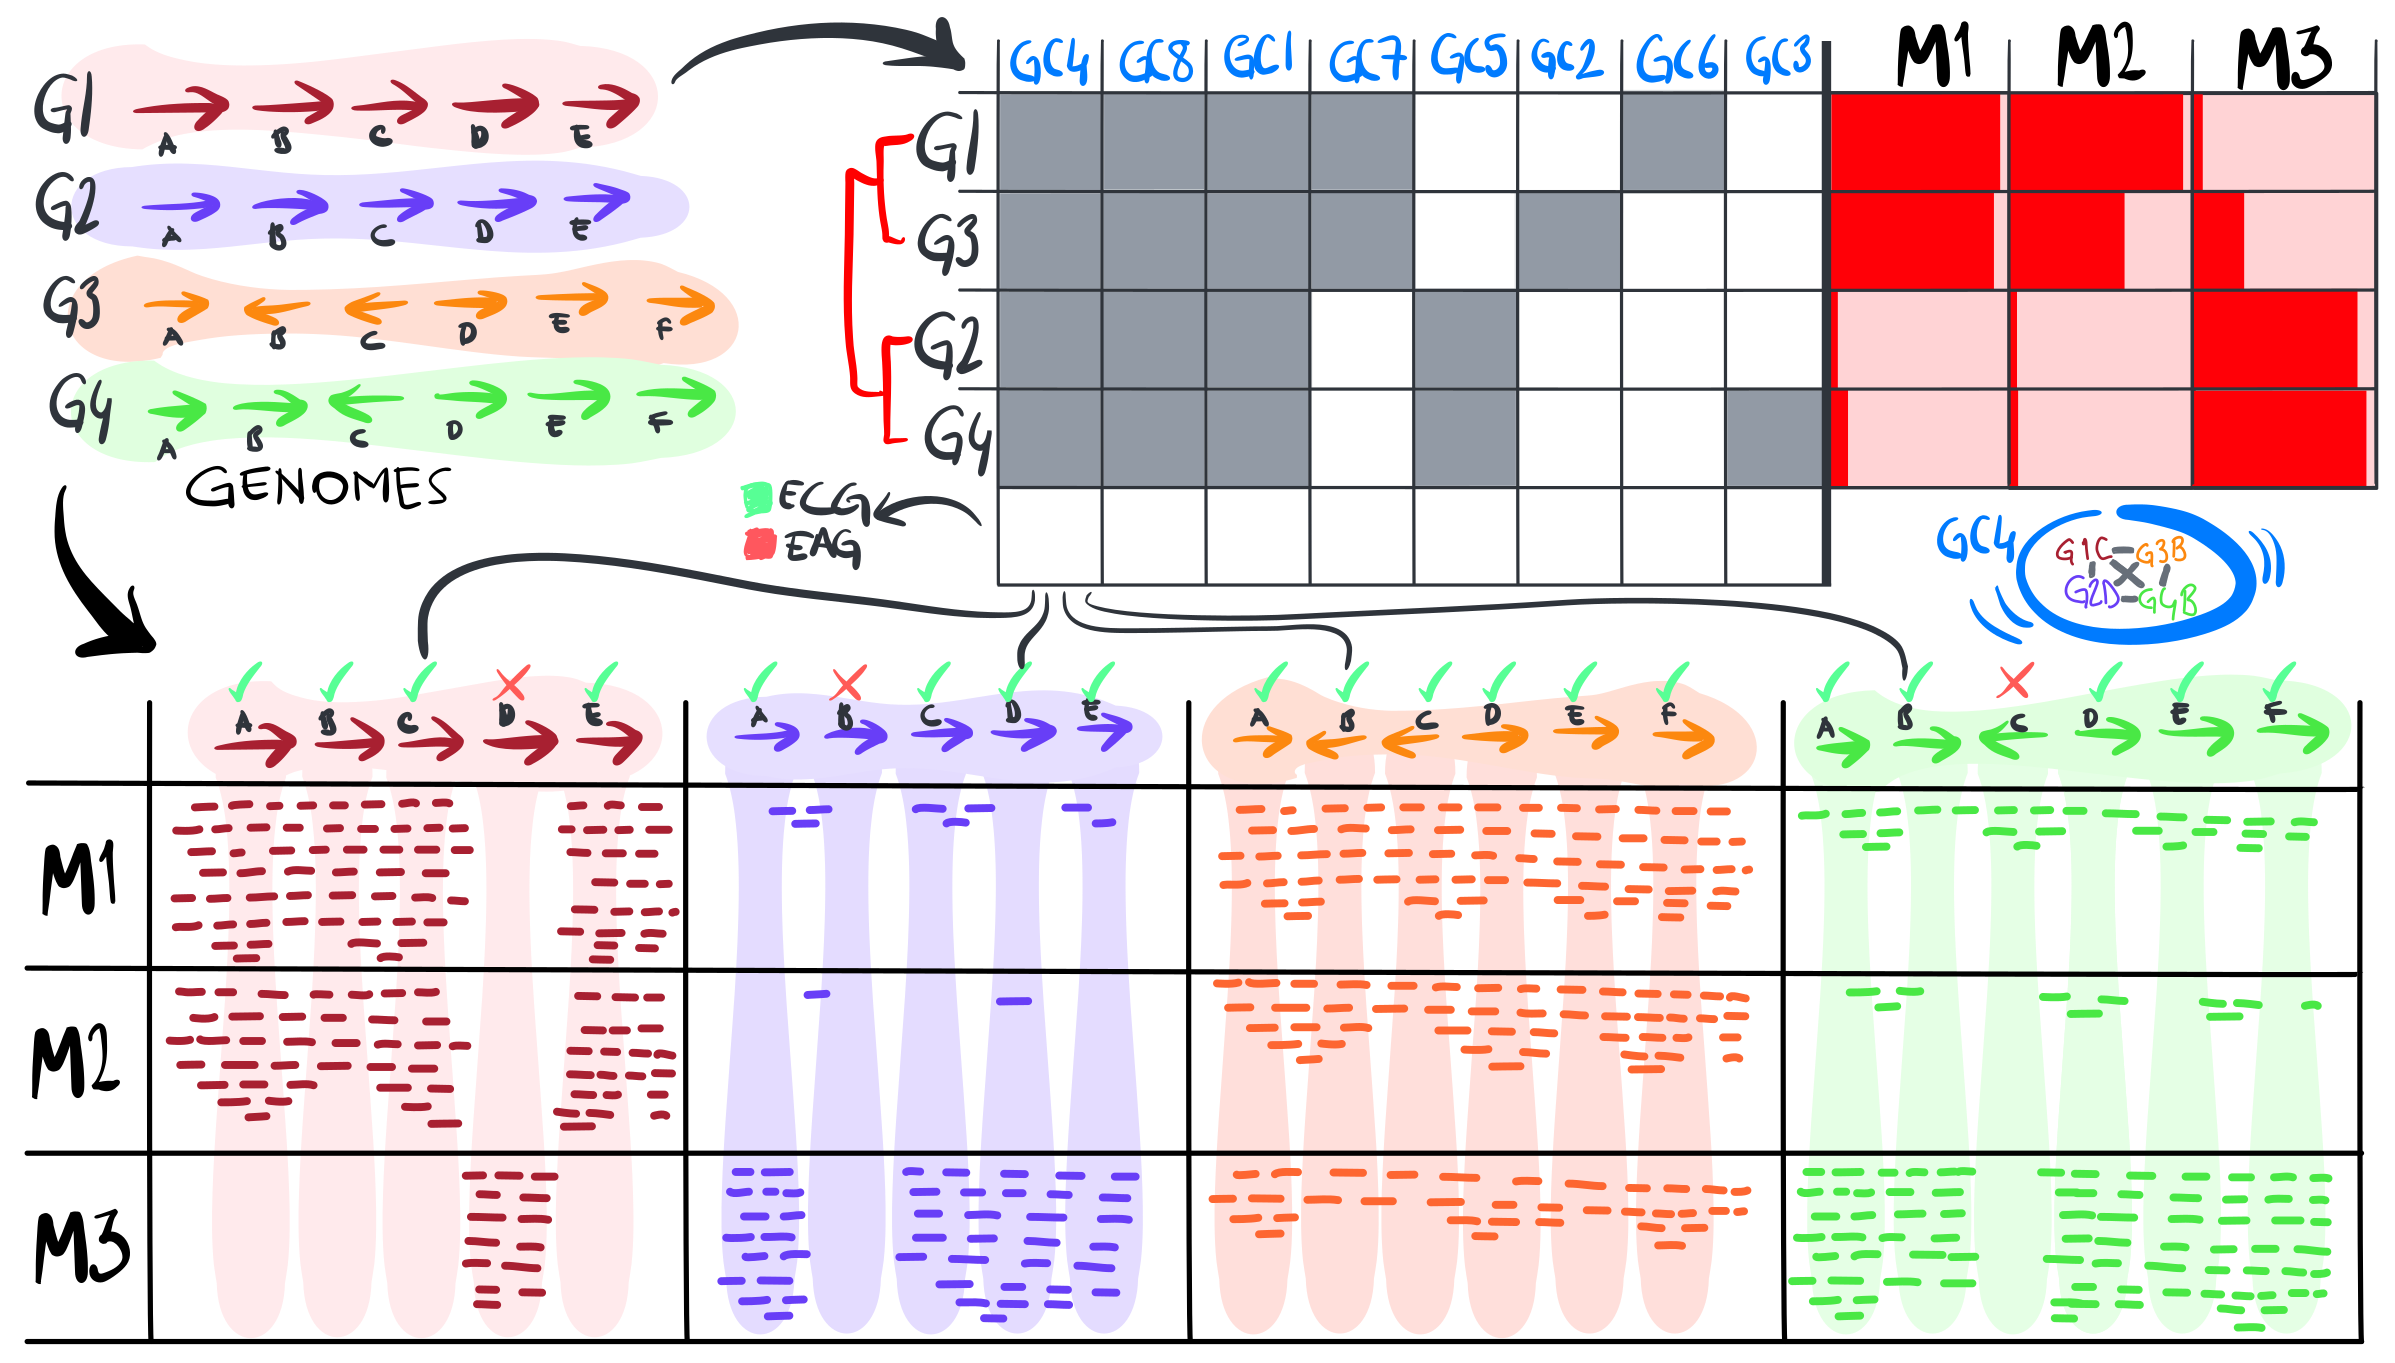 G1
A B C D E
G2
A B C D E
G3
A B C D E F
G4
A B C D E F
GENOMES
GC4 GC8 GC1 GC7 GC5 GC2 GC6 GC3 M1 M2 M3
G1
G3
G2
G4
ECG
EAG
GC4
G1C G3B
G2D G4B
A B C D E A B C D E A B C D E F A B C D E F
M1
M2
M3